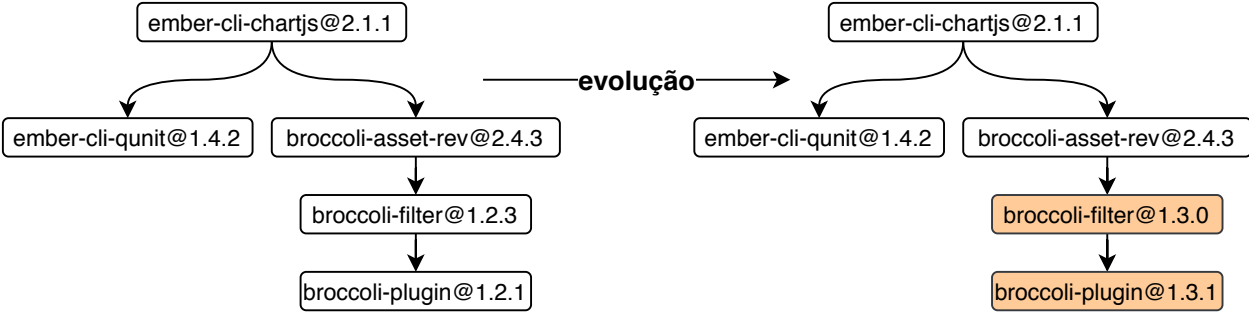 ember-cli-chartjs@2.1.1
ember-cli-qunit@1.4.2
broccoli-asset-rev@2.4.3
broccoli-filter@1.2.3
broccoli-plugin@1.2.1
evolução
ember-cli-chartjs@2.1.1
ember-cli-qunit@1.4.2
broccoli-asset-rev@2.4.3
broccoli-filter@1.3.0
broccoli-plugin@1.3.1